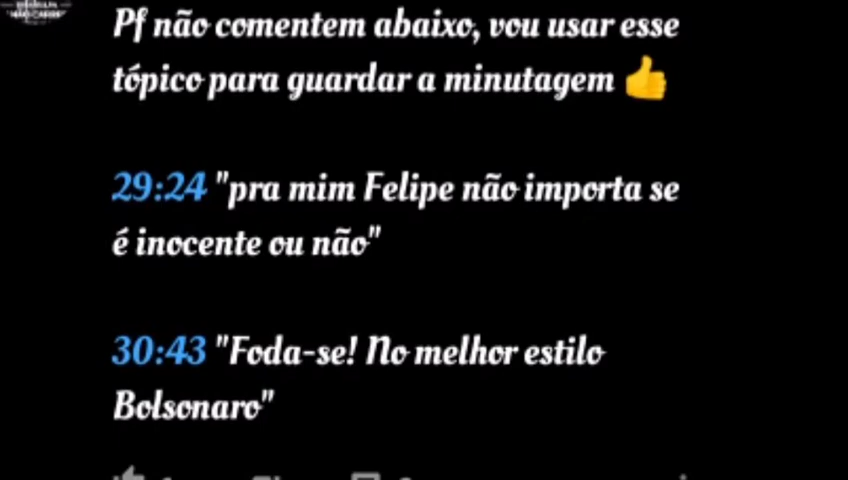 Pf não comentem abaixo, vou usar esse
tópico para guardar a minutagem 👍
29:24 "pra mim Felipe não importa se
é inocente ou não"
30:43 "Foda-se! No melhor estilo
Bolsonaro"